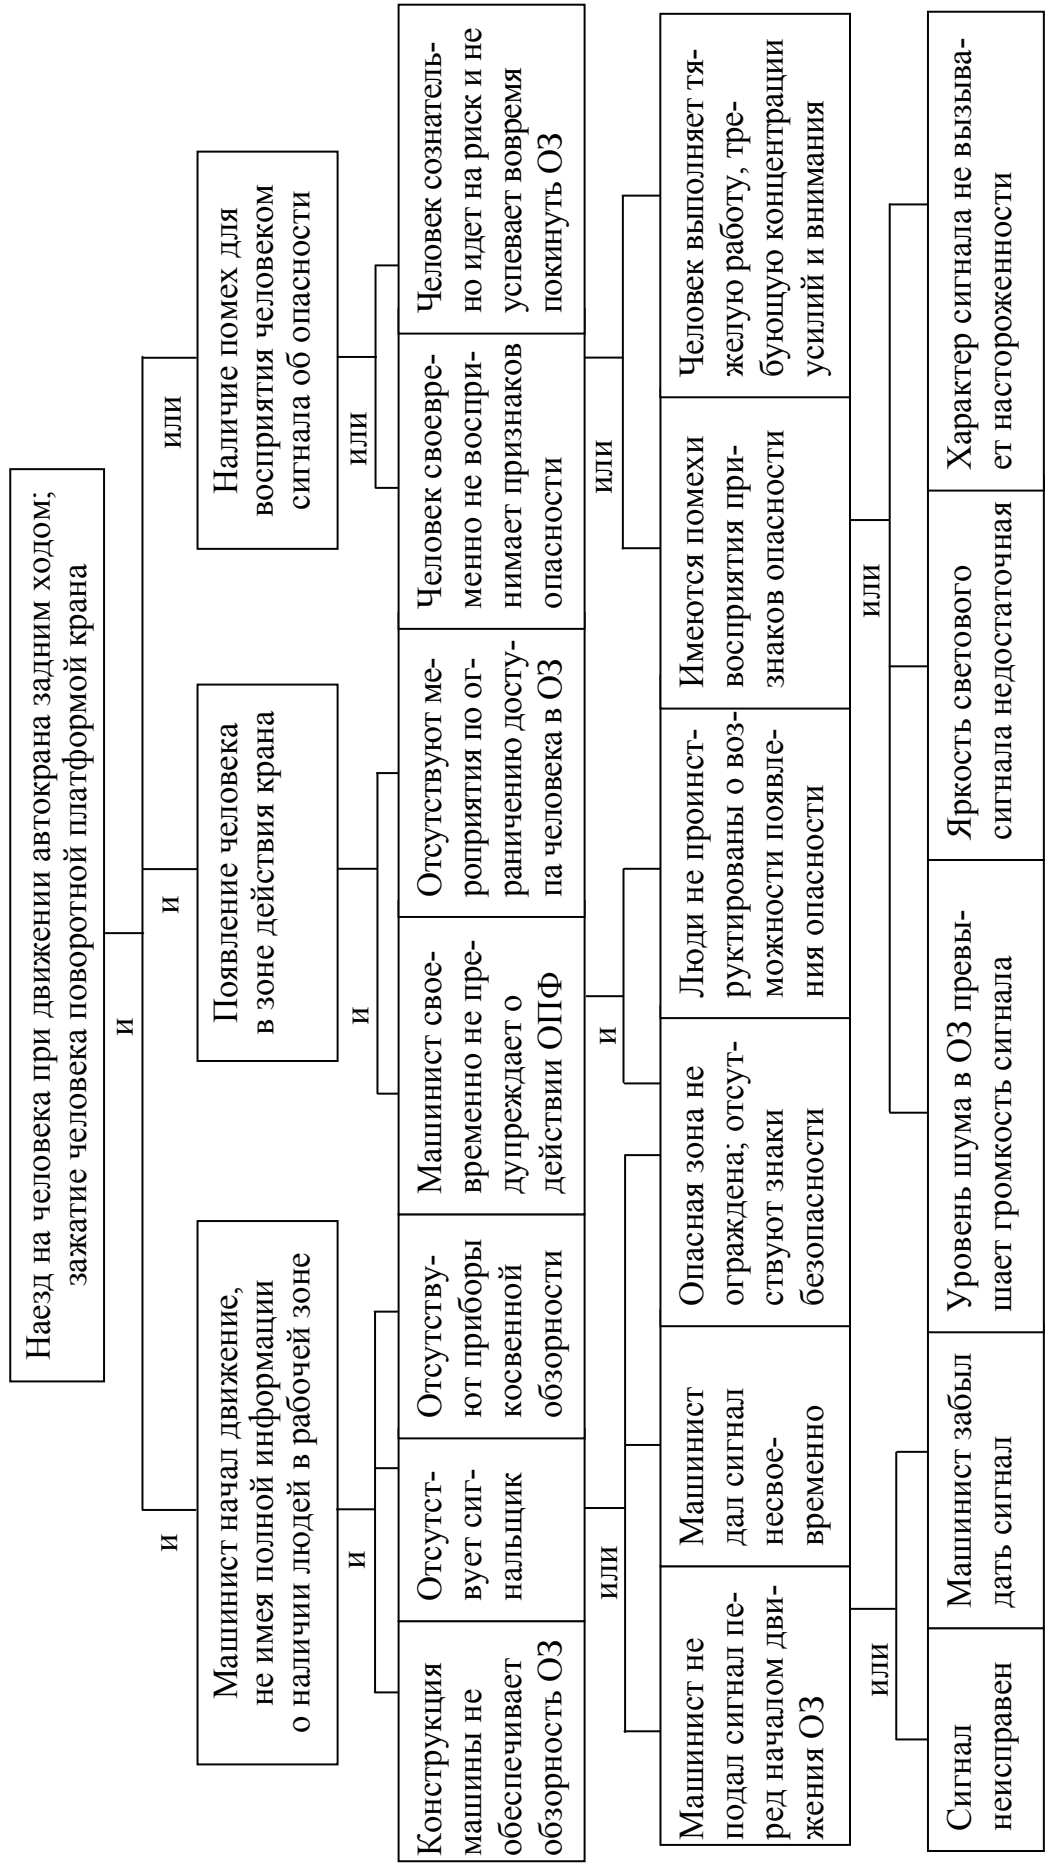 Наезд на человека при движении автокрана задним ходом;
зажатие человека поворотной платформой крана
и
и
и
или
Машинист начал движение,
не имея полной информации
о наличии людей в рабочей зоне
Появление человека
в зоне действия крана
Наличие помех для
восприятия человеком
сигнала об опасности
и
и
или
Конструкция
машины не
обеспечивает
обзорность ОЗ
Отсутст-
вует сиг-
нальщик
Отсутству-
ют приборы
косвенной
обзорности
Машинист свое-
временно не пре-
дупреждает о
действии ОПФ
Отсутствуют ме-
роприятия по ог-
раничению досту-
па человека в ОЗ
Человек своевре-
менно не воспри-
нимает признаков
опасности
Человек сознатель-
но идет на риск и не
успевает вовремя
покинуть ОЗ
или
и
или
Машинист не
подал сигнал пе-
ред началом дви-
жения ОЗ
Машинист
дал сигнал
несвое-
временно
Опасная зона не
ограждена; отсут-
ствуют знаки
безопасности
Люди не проинст-
руктированы о воз-
можности появле-
ния опасности
Имеются помехи
восприятия при-
знаков опасности
Человек выполняет тя-
желую работу, тре-
бующую концентрации
усилий и внимания
или
или
Сигнал
неисправен
Машинист забыл
дать сигнал
Уровень шума в ОЗ превы-
шает громкость сигнала
Яркость светового
сигнала недостаточная
Характер сигнала не вызыва-
ет настороженности